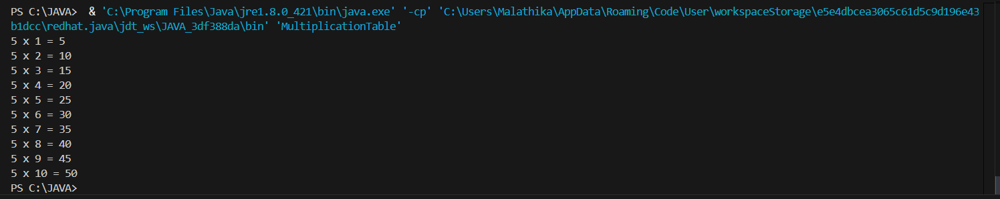 PS C:\JAVA>  & 'C:\Program Files\Java\jre1.8.0_421\bin\java.exe' '-cp' 'C:\Users\Malathika\AppData\Roaming\Code\User\workspaceStorage\e5e4dbcea3065c61d5c9d196e43
b1dcc\redhat.java\jdt_ws\JAVA_3df388da\bin' 'MultiplicationTable'
5 x 1 = 5
5 x 2 = 10
5 x 3 = 15
5 x 4 = 20
5 x 5 = 25
5 x 6 = 30
5 x 7 = 35
5 x 8 = 40
5 x 9 = 45
5 x 10 = 50
PS C:\JAVA>